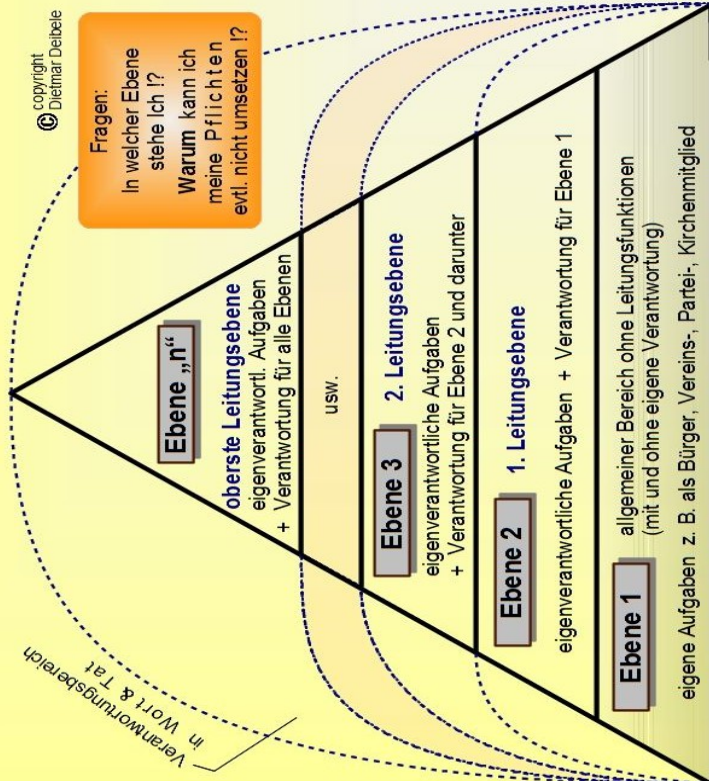 © copyright
Dietmar Deibele
Fragen:
In welcher Ebene
stehe Ich !?
Warum kann ich
meine Pflichten
evtl. nicht umsetzen !?
Verantwortungsbereich
in Wort & Tat
Ebene „n“
oberste Leitungsebene
eigenverantwortl. Aufgaben
+ Verantwortung für alle Ebenen
usw.
Ebene 3 2. Leitungsebene
eigenverantwortliche Aufgaben
+ Verantwortung für Ebene 2 und darunter
Ebene 2 1. Leitungsebene
eigenverantwortliche Aufgaben + Verantwortung für Ebene 1
Ebene 1 allgemeiner Bereich ohne Leitungsfunktionen
(mit und ohne eigene Verantwortung)
eigene Aufgaben z. B. als Bürger, Vereins-, Partei-, Kirchenmitglied